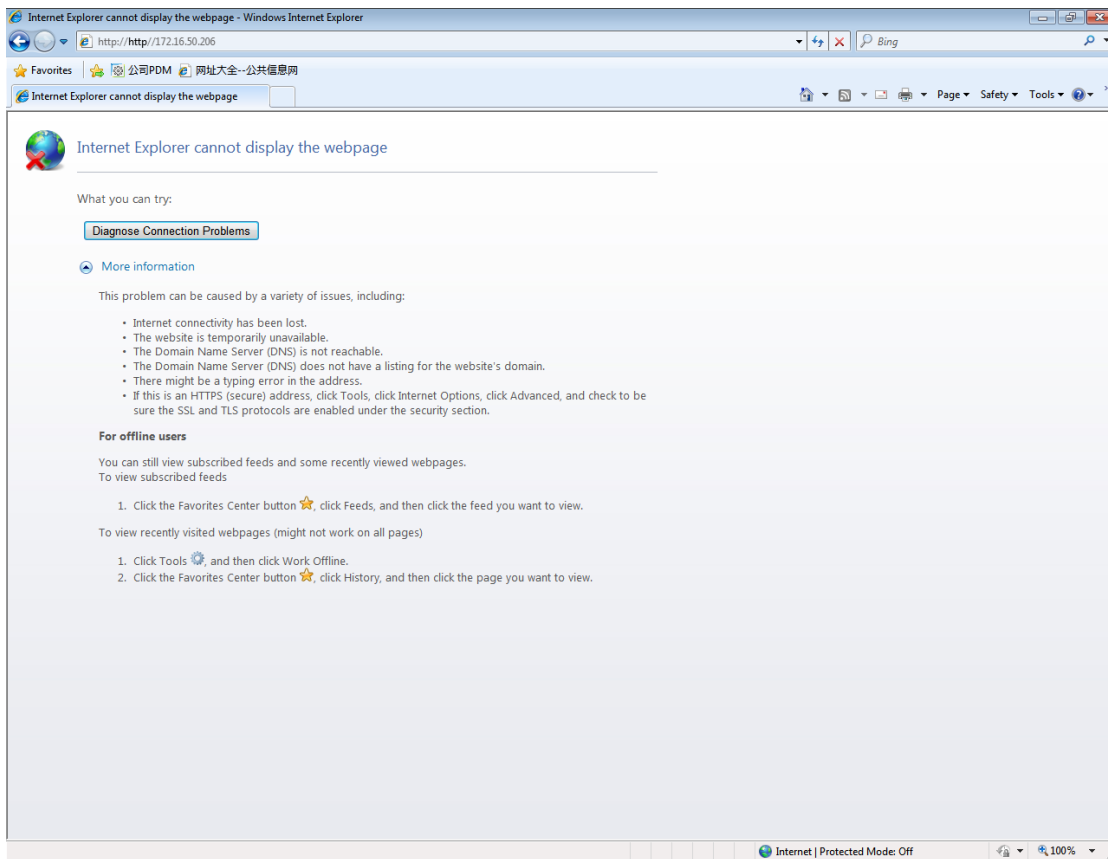 Internet Explorer cannot display the webpage - Windows Internet Explorer
http://http//172.16.50.206
Bing
Favorites 公司PDM 网址大全--公共信息网
Internet Explorer cannot display the webpage
Page Safety Tools
Internet Explorer cannot display the webpage
What you can try:
Diagnose Connection Problems
More information
This problem can be caused by a variety of issues, including:
• Internet connectivity has been lost.
• The website is temporarily unavailable.
• The Domain Name Server (DNS) is not reachable.
• The Domain Name Server (DNS) does not have a listing for the website's domain.
• There might be a typing error in the address.
• If this is an HTTPS (secure) address, click Tools, click Internet Options, click Advanced, and check to be
sure the SSL and TLS protocols are enabled under the security section.
For offline users
You can still view subscribed feeds and some recently viewed webpages.
To view subscribed feeds
1. Click the Favorites Center button , click Feeds, and then click the feed you want to view.
To view recently visited webpages (might not work on all pages)
1. Click Tools , and then click Work Offline.
2. Click the Favorites Center button , click History, and then click the page you want to view.
Internet | Protected Mode: Off
100%